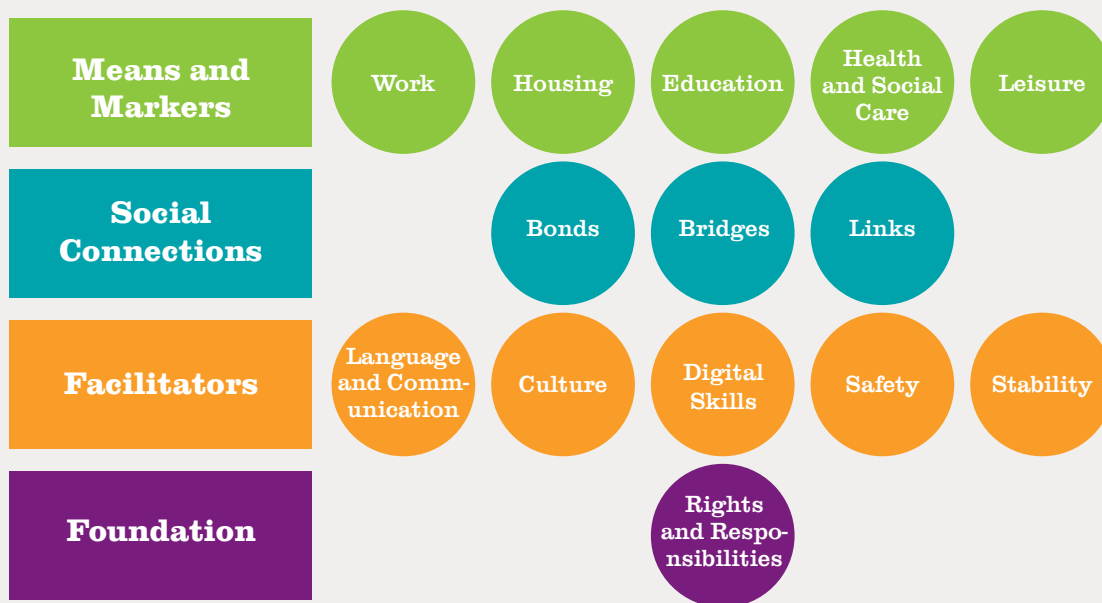 Means and
Markers
Work
Housing
Education
Health
and Social
Care
Leisure
Social
Connections
Bonds
Bridges
Links
Facilitators
Language
and Comm-
unication
Culture
Digital
Skills
Safety
Stability
Foundation
Rights
and Respo-
nsibilities